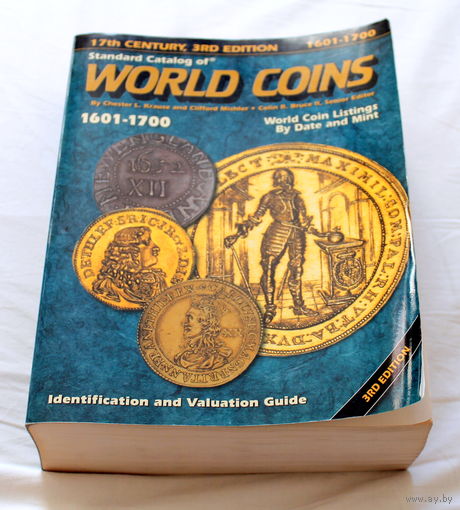 17th CENTURY, 3RD EDITION 1601-1700
Standard Catalog of®
WORLD COINS
By Chester L. Krause and Clifford Mishler • Colin R. Bruce II, Senior Editor
1601-1700
World Coin Listings
By Date and Mint
XII
Identification and Valuation Guide
3RD EDITION
www.ay.by